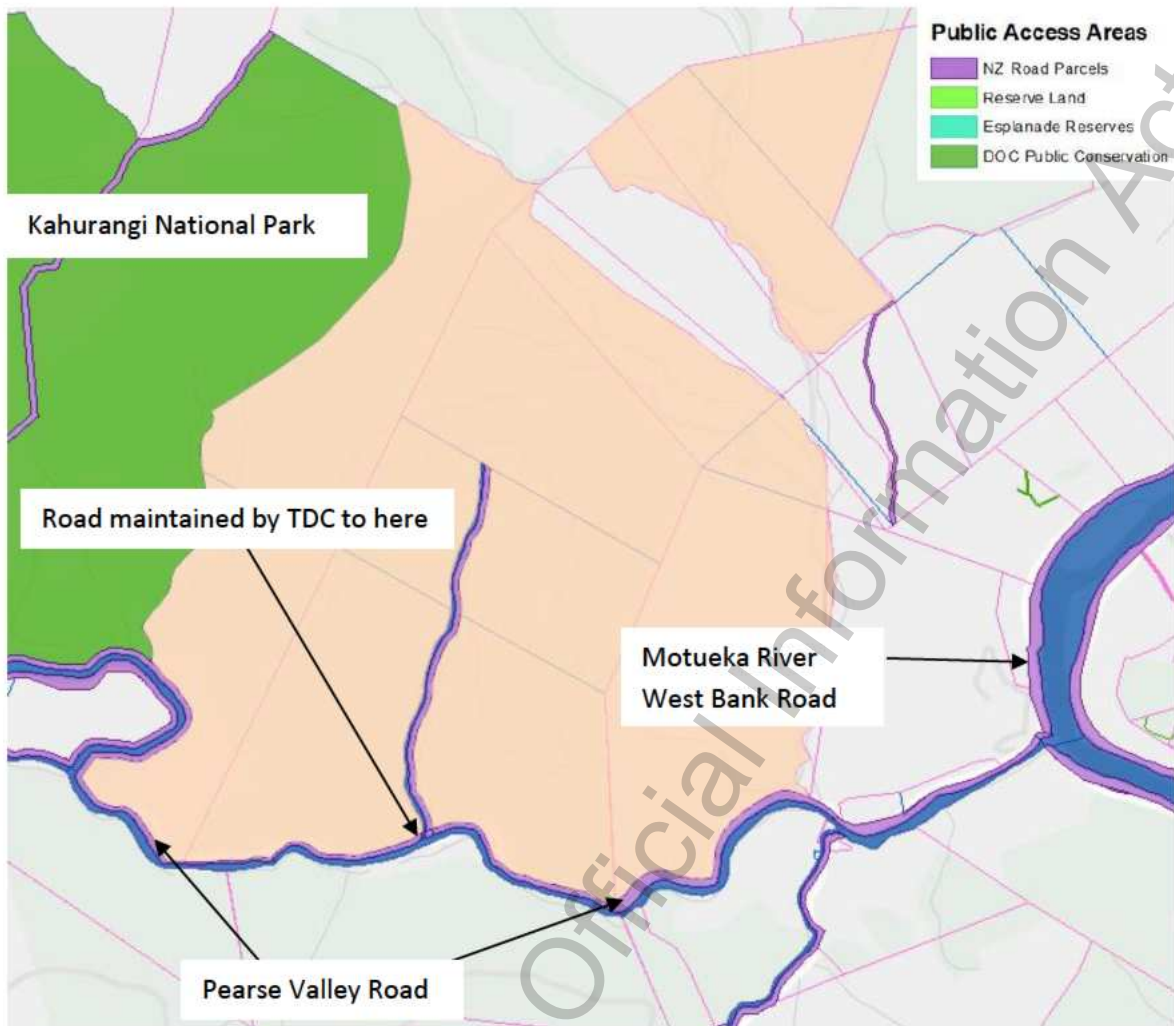 Public Access Areas
NZ Road Parcels
Reserve Land
Esplanade Reserves
DOC Public Conservation
Kahurangi National Park
Road maintained by TDC to here
Motueka River
West Bank Road
Pearse Valley Road
Official Information Act